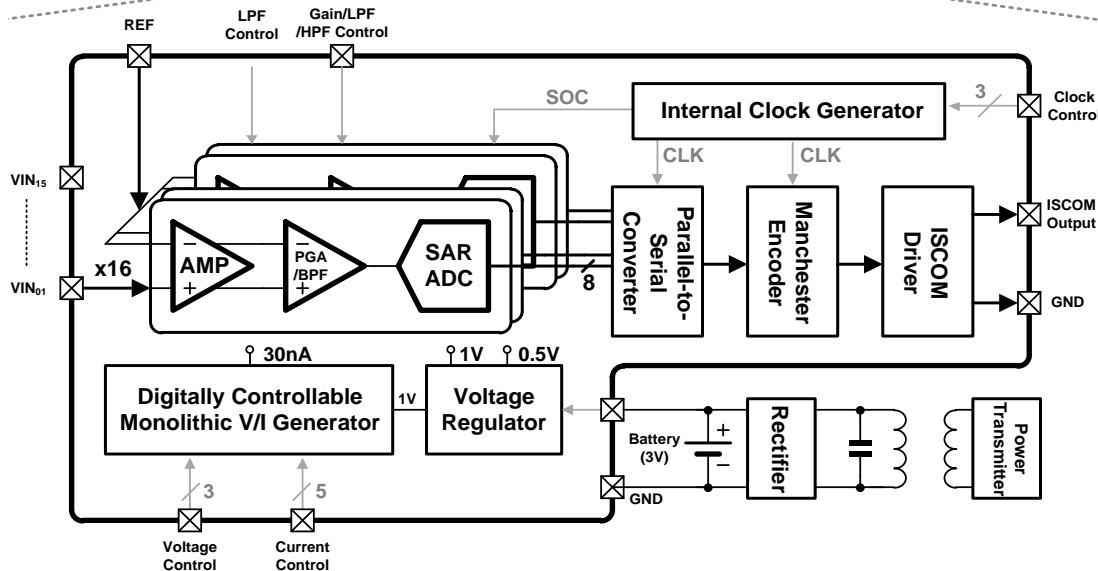 REF
LPF
Control
Gain/LPF
/HPF Control
SOC
Internal Clock Generator
3
Clock
Control
CLK
CLK
VIN15
VIN01
x16
AMP
PGA
/BPF
SAR
ADC
8
Parallel-to-
Serial
Converter
Manchester
Encoder
ISCOM
Driver
ISCOM
Output
GND
30nA
1V
0.5V
Digitally Controllable
Monolithic V/I Generator
1V
Voltage
Regulator
Battery
(3V)
Rectifier
Power
Transmitter
GND
3
5
Voltage
Control
Current
Control